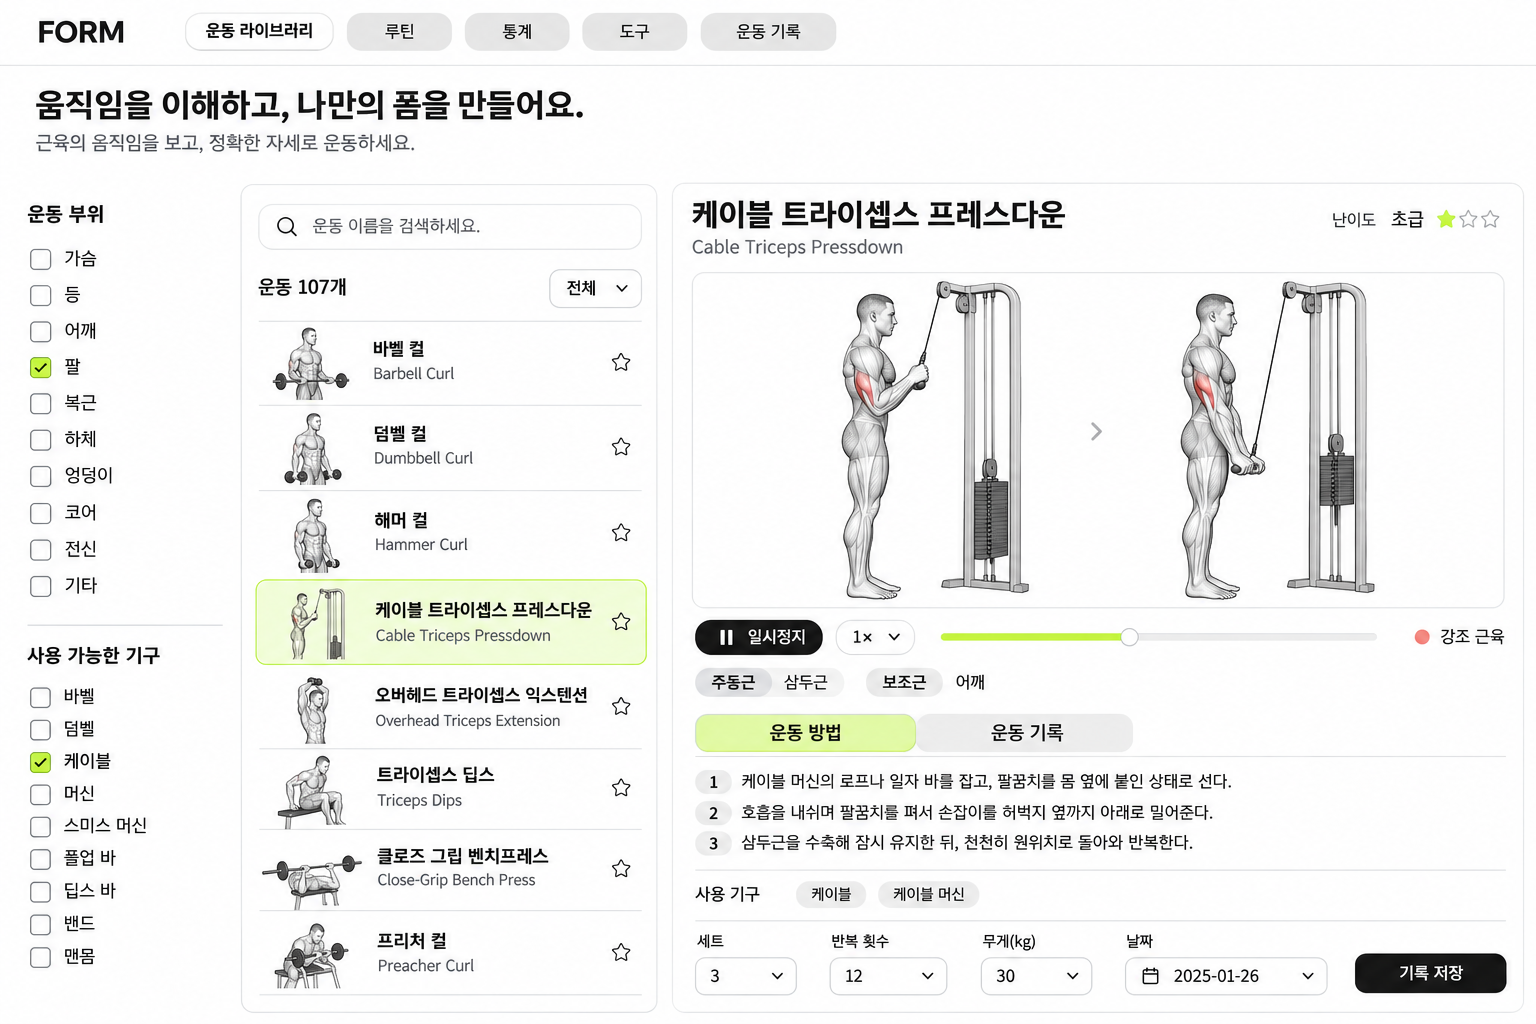 FORM
운동 라이브러리
루틴
통계
도구
운동 기록
움직임을 이해하고, 나만의 폼을 만들어요.
근육의 움직임을 보고, 정확한 자세로 운동하세요.
운동 부위
가슴
등
어깨
팔
복근
하체
엉덩이
코어
전신
기타
사용 가능한 기구
바벨
덤벨
케이블
머신
스미스 머신
풀업 바
딥스 바
밴드
맨몸
운동 이름을 검색하세요.
운동 107개
전체
바벨 컬
Barbell Curl
덤벨 컬
Dumbbell Curl
해머 컬
Hammer Curl
케이블 트라이셉스 프레스다운
Cable Triceps Pressdown
오버헤드 트라이셉스 익스텐션
Overhead Triceps Extension
트라이셉스 딥스
Triceps Dips
클로즈 그립 벤치프레스
Close-Grip Bench Press
프리처 컬
Preacher Curl
케이블 트라이셉스 프레스다운
Cable Triceps Pressdown
난이도 초급
일시정지
1×
강조 근육
주동근 삼두근 보조근 어깨
운동 방법
운동 기록
1 케이블 머신의 로프나 일자 바를 잡고, 팔꿈치를 몸 옆에 붙인 상태로 선다.
2 호흡을 내쉬며 팔꿈치를 펴서 손잡이를 허벅지 옆까지 아래로 밀어준다.
3 삼두근을 수축해 잠시 유지한 뒤, 천천히 원위치로 돌아와 반복한다.
사용 기구 케이블 케이블 머신
세트
3
반복 횟수
12
무게(kg)
30
날짜
2025-01-26
기록 저장